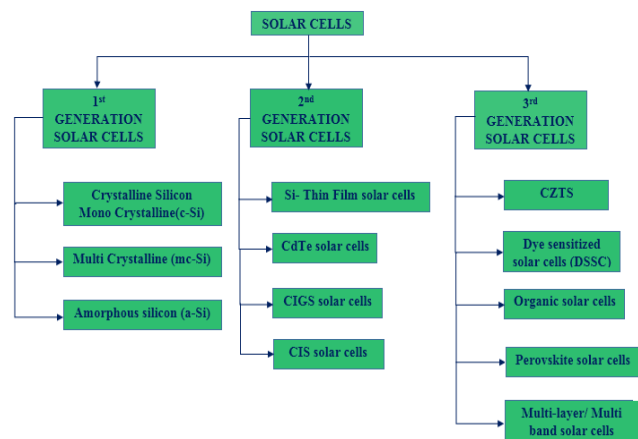 SOLAR CELLS
1st
GENERATION
SOLAR CELLS
Crystalline Silicon
Mono Crystalline(c-Si)
Multi Crystalline (mc-Si)
Amorphous silicon (a-Si)
2nd
GENERATION
SOLAR CELLS
Si- Thin Film solar cells
CdTe solar cells
CIGS solar cells
CIS solar cells
3rd
GENERATION
SOLAR CELLS
CZTS
Dye sensitized
solar cells (DSSC)
Organic solar cells
Perovskite solar cells
Multi-layer/ Multi
band solar cells